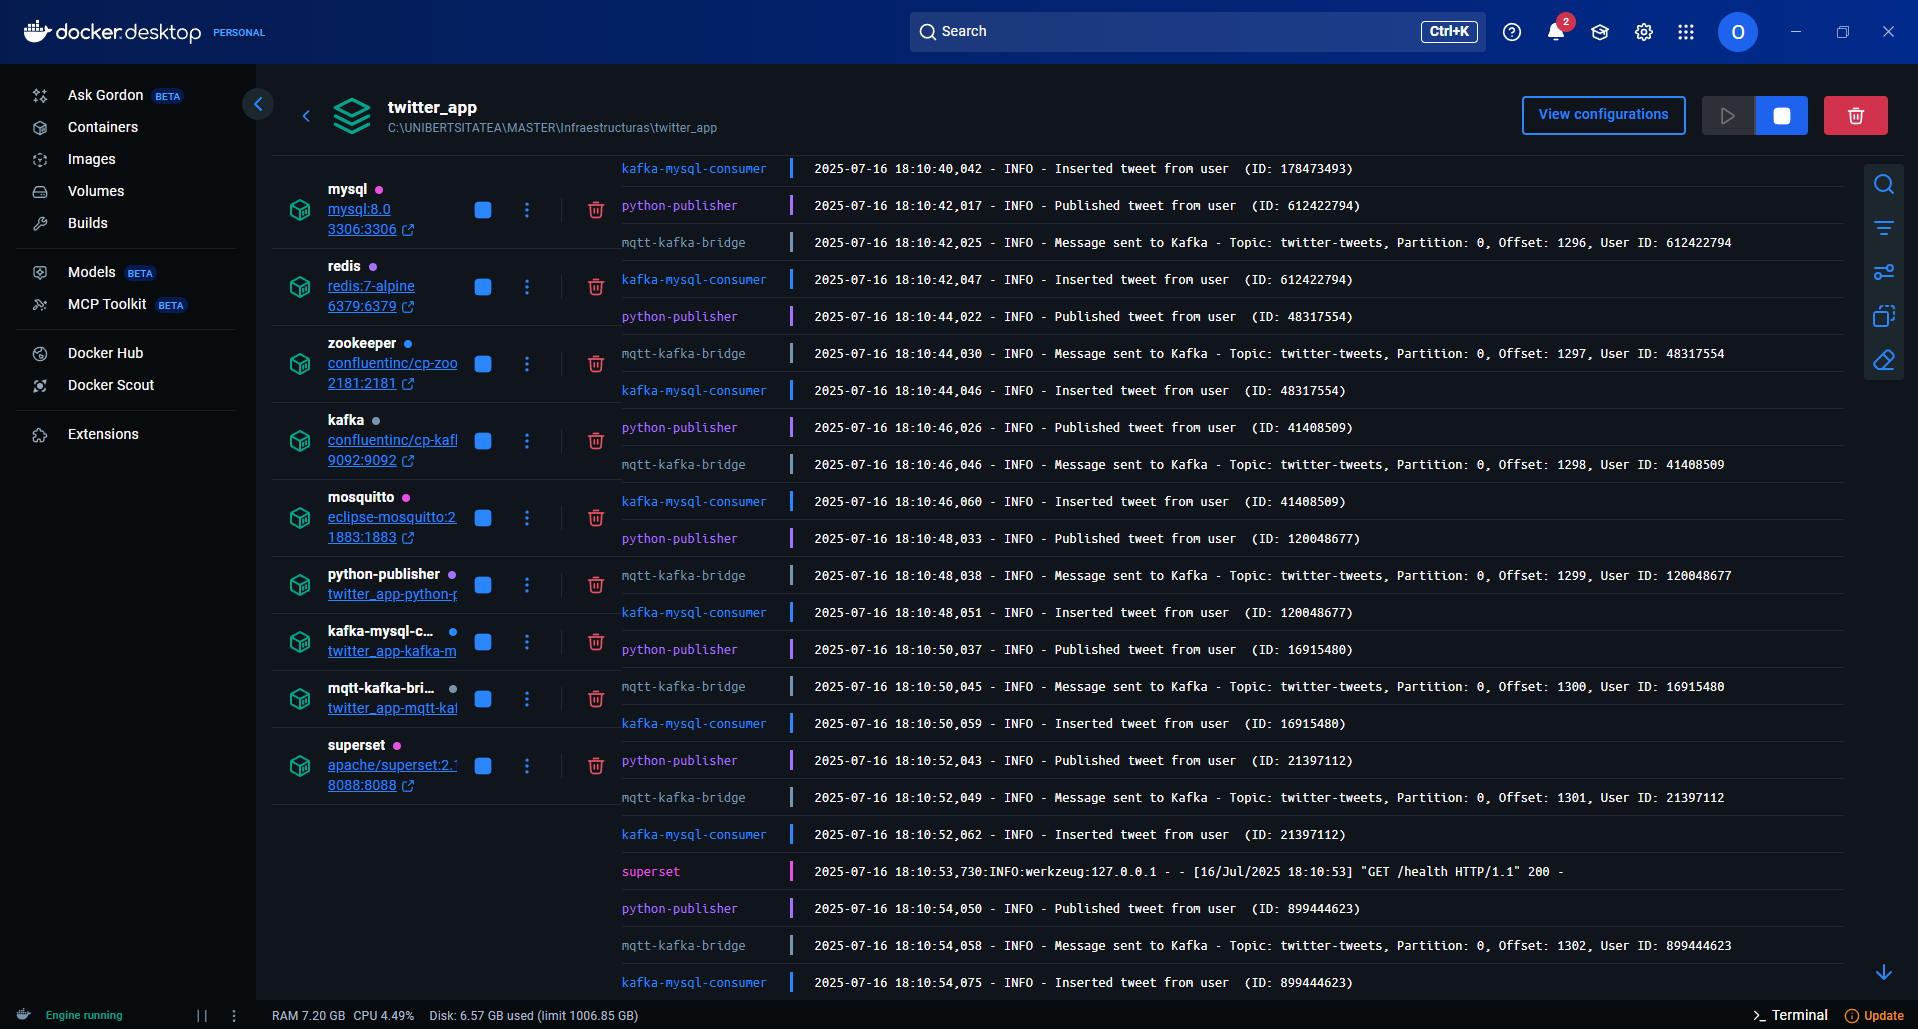 docker.desktop PERSONAL
Search
Ctrl+K
2
O
Ask Gordon BETA
Containers
Images
Volumes
Builds
Models BETA
MCP Toolkit BETA
Docker Hub
Docker Scout
Extensions
twitter_app
C:\UNIBERTSITATEA\MASTER\Infraestructuras\twitter_app
View configurations
mysql
mysql:8.0
3306:3306
redis
redis:7-alpine
6379:6379
zookeeper
confluentinc/cp-zoo
2181:2181
kafka
confluentinc/cp-kaf
9092:9092
mosquitto
eclipse-mosquitto:2
1883:1883
python-publisher
twitter_app-python-p
kafka-mysql-c...
twitter_app-kafka-m
mqtt-kafka-bri...
twitter_app-mqtt-kaf
superset
apache/superset:2.1
8088:8088
kafka-mysql-consumer 2025-07-16 18:10:40,042 - INFO - Inserted tweet from user (ID: 178473493)
python-publisher 2025-07-16 18:10:42,017 - INFO - Published tweet from user (ID: 612422794)
mqtt-kafka-bridge 2025-07-16 18:10:42,025 - INFO - Message sent to Kafka - Topic: twitter-tweets, Partition: 0, Offset: 1296, User ID: 612422794
kafka-mysql-consumer 2025-07-16 18:10:42,047 - INFO - Inserted tweet from user (ID: 612422794)
python-publisher 2025-07-16 18:10:44,022 - INFO - Published tweet from user (ID: 48317554)
mqtt-kafka-bridge 2025-07-16 18:10:44,030 - INFO - Message sent to Kafka - Topic: twitter-tweets, Partition: 0, Offset: 1297, User ID: 48317554
kafka-mysql-consumer 2025-07-16 18:10:44,046 - INFO - Inserted tweet from user (ID: 48317554)
python-publisher 2025-07-16 18:10:46,026 - INFO - Published tweet from user (ID: 41408509)
mqtt-kafka-bridge 2025-07-16 18:10:46,046 - INFO - Message sent to Kafka - Topic: twitter-tweets, Partition: 0, Offset: 1298, User ID: 41408509
kafka-mysql-consumer 2025-07-16 18:10:46,060 - INFO - Inserted tweet from user (ID: 41408509)
python-publisher 2025-07-16 18:10:48,033 - INFO - Published tweet from user (ID: 120048677)
mqtt-kafka-bridge 2025-07-16 18:10:48,038 - INFO - Message sent to Kafka - Topic: twitter-tweets, Partition: 0, Offset: 1299, User ID: 120048677
kafka-mysql-consumer 2025-07-16 18:10:48,051 - INFO - Inserted tweet from user (ID: 120048677)
python-publisher 2025-07-16 18:10:50,037 - INFO - Published tweet from user (ID: 16915480)
mqtt-kafka-bridge 2025-07-16 18:10:50,045 - INFO - Message sent to Kafka - Topic: twitter-tweets, Partition: 0, Offset: 1300, User ID: 16915480
kafka-mysql-consumer 2025-07-16 18:10:50,059 - INFO - Inserted tweet from user (ID: 16915480)
python-publisher 2025-07-16 18:10:52,043 - INFO - Published tweet from user (ID: 21397112)
mqtt-kafka-bridge 2025-07-16 18:10:52,049 - INFO - Message sent to Kafka - Topic: twitter-tweets, Partition: 0, Offset: 1301, User ID: 21397112
kafka-mysql-consumer 2025-07-16 18:10:52,062 - INFO - Inserted tweet from user (ID: 21397112)
superset 2025-07-16 18:10:53,730:INFO:werkzeug:127.0.0.1 - - [16/Jul/2025 18:10:53] "GET /health HTTP/1.1" 200 -
python-publisher 2025-07-16 18:10:54,050 - INFO - Published tweet from user (ID: 899444623)
mqtt-kafka-bridge 2025-07-16 18:10:54,058 - INFO - Message sent to Kafka - Topic: twitter-tweets, Partition: 0, Offset: 1302, User ID: 899444623
kafka-mysql-consumer 2025-07-16 18:10:54,075 - INFO - Inserted tweet from user (ID: 899444623)
Engine running
RAM 7.20 GB CPU 4.49% Disk: 6.57 GB used (limit 1006.85 GB)
Terminal
Update